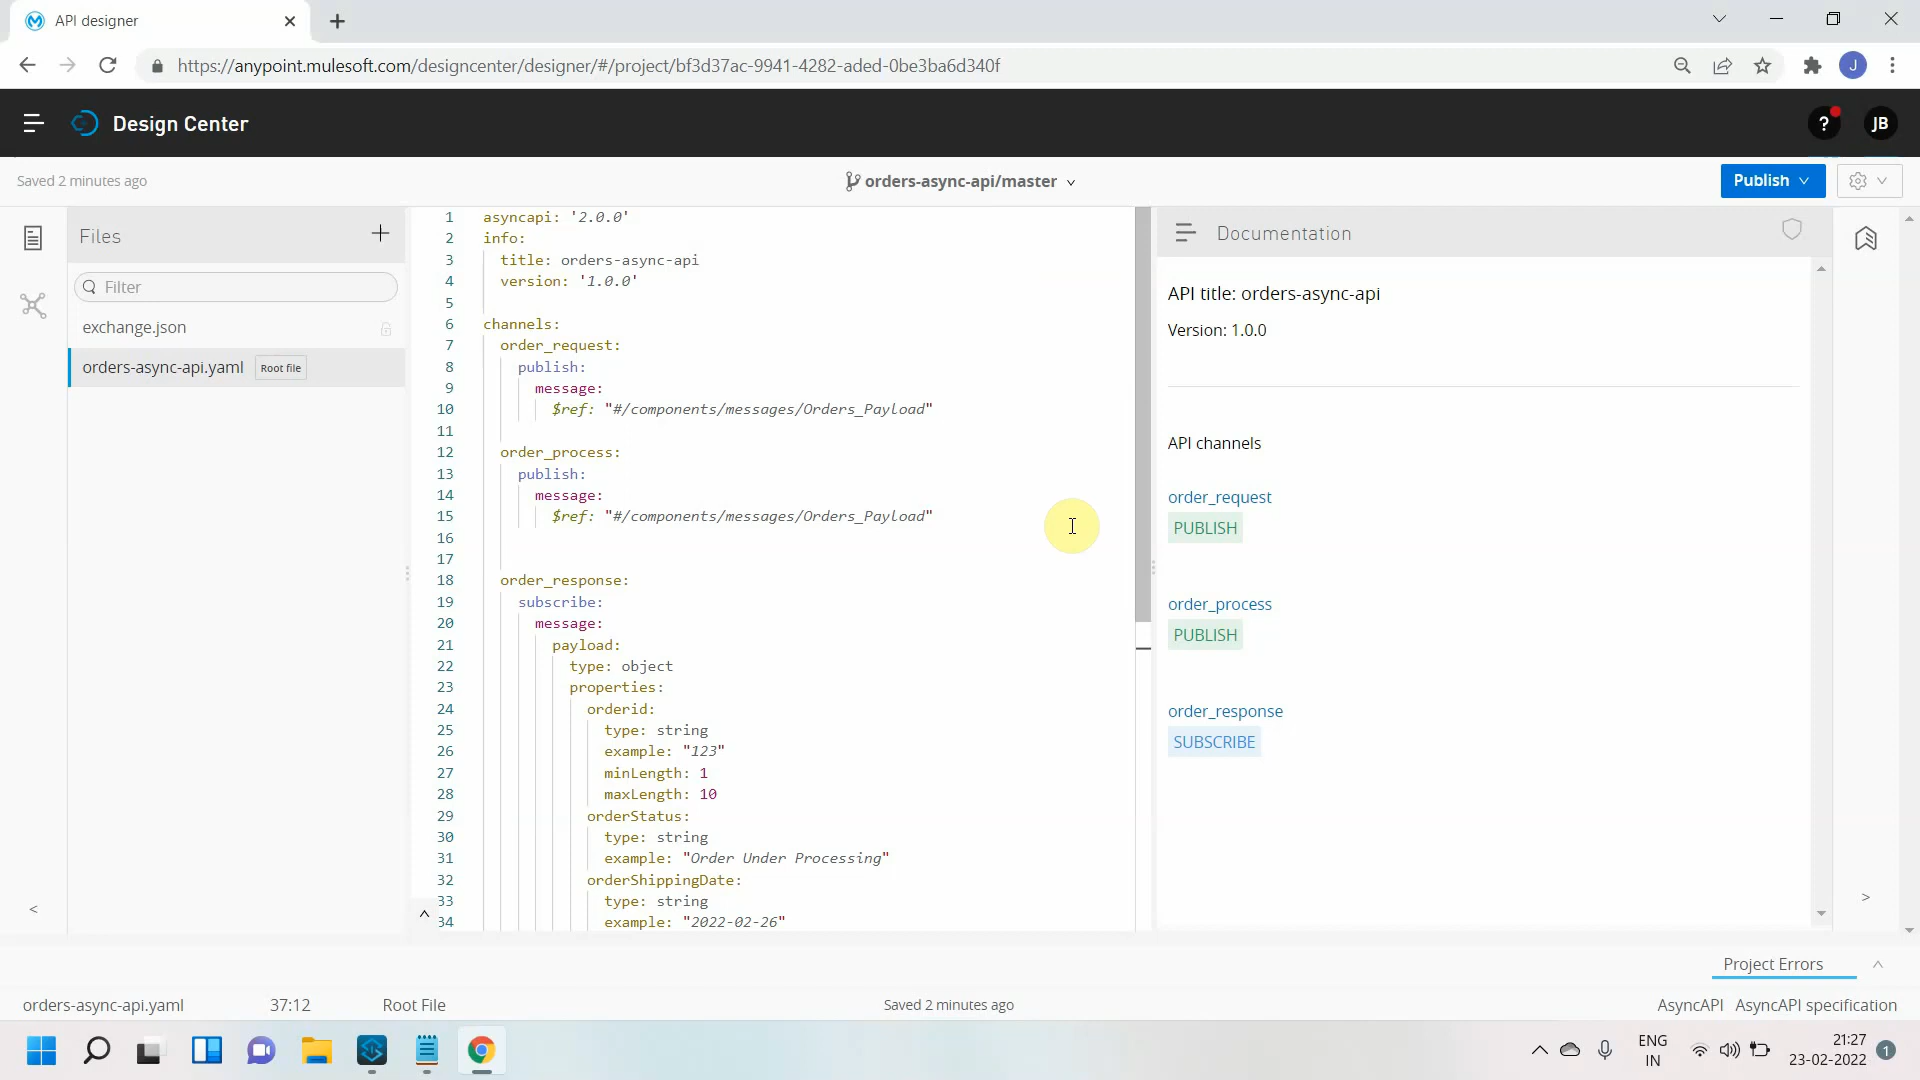 API designer
https://anypoint.mulesoft.com/designcenter/designer/#/project/bf3d37ac-9941-4282-aded-0be3ba6d340f
J
Design Center
?
JB
Saved 2 minutes ago
orders-async-api/master
Publish
Files
Filter
exchange.json
orders-async-api.yaml Root file
1 asyncapi: '2.0.0'
2 info:
3 title: orders-async-api
4 version: '1.0.0'
5
6 channels:
7 order_request:
8 publish:
9 message:
10 $ref: "#/components/messages/Orders_Payload"
11
12 order_process:
13 publish:
14 message:
15 $ref: "#/components/messages/Orders_Payload"
16
17
18 order_response:
19 subscribe:
20 message:
21 payload:
22 type: object
23 properties:
24 orderid:
25 type: string
26 example: "123"
27 minLength: 1
28 maxLength: 10
29 orderStatus:
30 type: string
31 example: "Order Under Processing"
32 orderShippingDate:
33 type: string
34 example: "2022-02-26"
Documentation
API title: orders-async-api
Version: 1.0.0
API channels
order_request
PUBLISH
order_process
PUBLISH
order_response
SUBSCRIBE
Project Errors
orders-async-api.yaml 37:12 Root File Saved 2 minutes ago AsyncAPI AsyncAPI specification
ENG
IN
21:27
23-02-2022
1